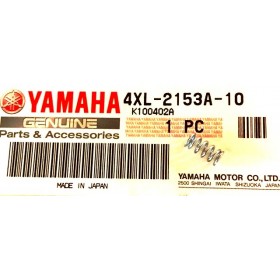 YAMAHA 4XL-2153A-10
K100402A
GENUINE
Parts & Accessories
1 PC
MADE IN JAPAN
YAMAHA MOTOR CO.,LTD.
2500 SHINGAI IWATA SHIZUOKA JAPAN